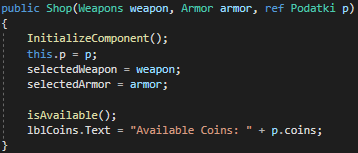 public Shop(Weapons weapon, Armor armor, ref Podatki p)
{
InitializeComponent();
this.p = p;
selectedWeapon = weapon;
selectedArmor = armor;
isAvailable();
lblCoins.Text = "Available Coins: " + p.coins;
}